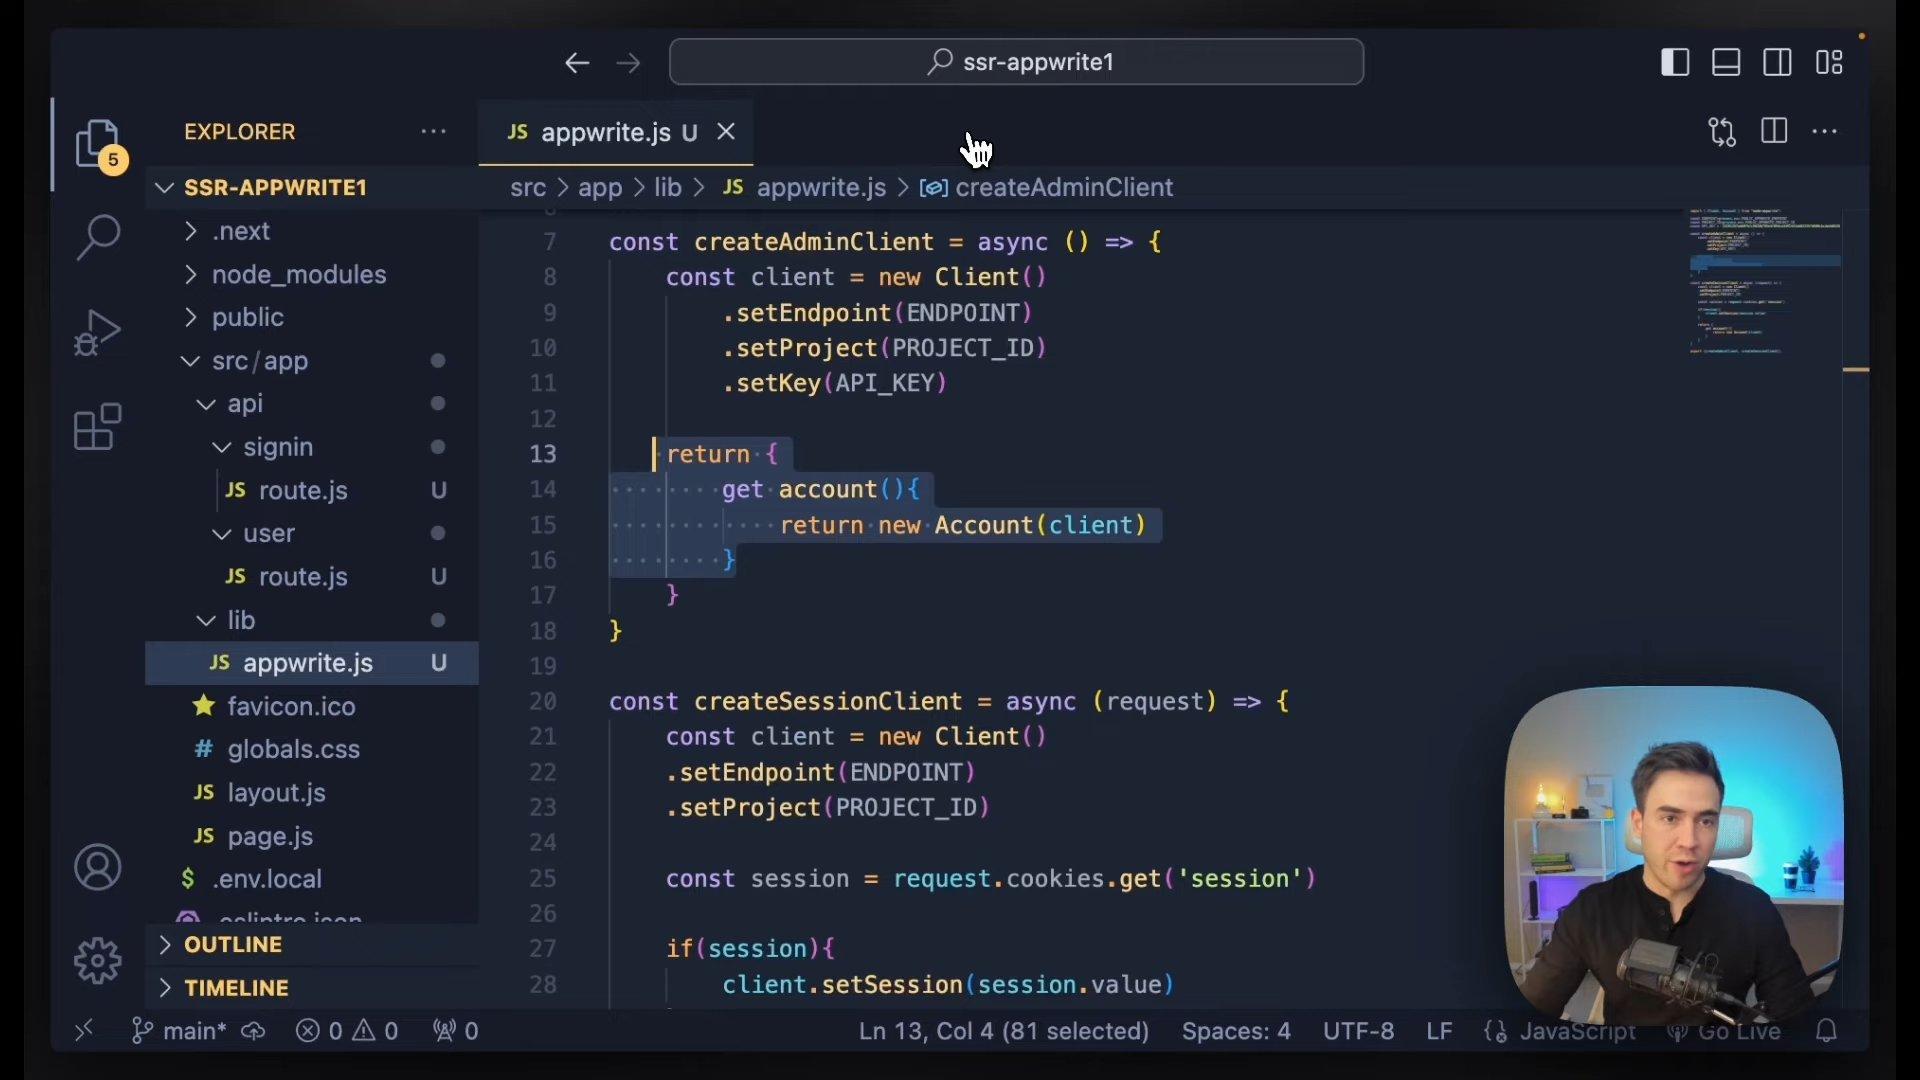 ssr-appwrite1
EXPLORER
JS appwrite.js U
5
SSR-APPWRITE1
src > app > lib > JS appwrite.js > createAdminClient
.next
node_modules
public
src/app
api
signin
JS route.js U
user
JS route.js U
lib
JS appwrite.js U
favicon.ico
# globals.css
JS layout.js
JS page.js
$ .env.local
.eslintrc.json
OUTLINE
TIMELINE
7 const createAdminClient = async () => {
8 const client = new Client()
9 .setEndpoint(ENDPOINT)
10 .setProject(PROJECT_ID)
11 .setKey(API_KEY)
12
13 return {
14 get account(){
15 return new Account(client)
16 }
17 }
18 }
19
20 const createSessionClient = async (request) => {
21 const client = new Client()
22 .setEndpoint(ENDPOINT)
23 .setProject(PROJECT_ID)
24
25 const session = request.cookies.get('session')
26
27 if(session){
28 client.setSession(session.value)
main* 0 0 0
Ln 13, Col 4 (81 selected) Spaces: 4 UTF-8 LF JavaScript Go Live